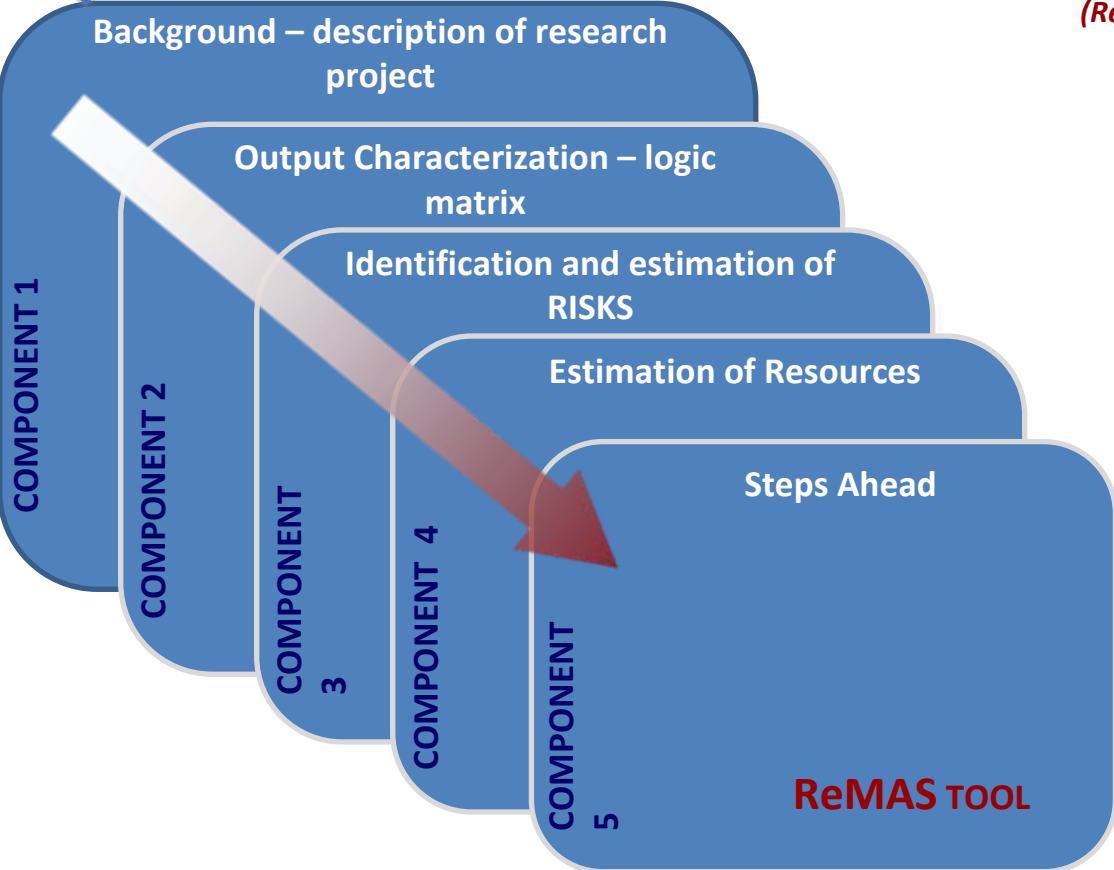 (Re
Background – description of research
project
COMPONENT 1
Output Characterization – logic
matrix
COMPONENT 2
Identification and estimation of
RISKS
COMPONENT
3
Estimation of Resources
COMPONENT 4
Steps Ahead
COMPONENT
5
ReMAS TOOL